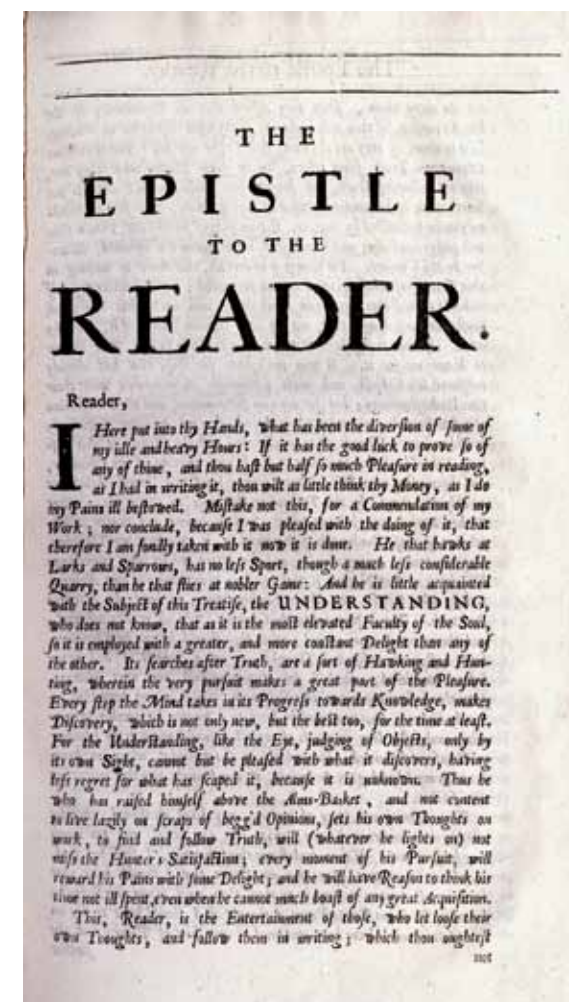 THE
EPISTLE
TO THE
READER.
Reader,
I Here put into thy Hands, what has been the diverſion of ſome of
my idle and heavy Hours: If it has the good luck to prove ſo of
any of thine, and thou haſt but half ſo much Pleaſure in reading,
as I had in writing it, thou wilt as little think thy Money, as I do
my Pains ill beſtowed. Miſtake not this, for a Commendation of my
Work; nor conclude, becauſe I was pleaſed with the doing of it, that
therefore I am fondly taken with it now it is done. He that hawks at
Larks and Sparrows, has no leſs Sport, though a much leſs conſiderable
Quarry, than he that flies at nobler Game: And he is little acquainted
with the Subject of this Treatiſe, the UNDERSTANDING,
who does not know, that as it is the moſt elevated Faculty of the Soul,
ſo it is employed with a greater, and more conſtant Delight than any of
the other. Its ſearches after Truth, are a ſort of Hawking and Hun-
ting, wherein the very purſuit makes a great part of the Pleaſure.
Every ſtep the Mind takes in its Progreſs towards Knowledge, makes
Diſcovery, which is not only new, but the beſt too, for the time at leaſt.
For the Underſtanding, like the Eye, judging of Objects, only by
its own Sight, cannot but be pleaſed with what it diſcovers, having
leſs regret for what has ſcaped it, becauſe it is unknown. Thus he
who has raiſed himſelf above the Alms-Basket, and not content
to live lazily on ſcraps of begg'd Opinions, ſets his own Thoughts on
work, to find and follow Truth, will (whatever he lights on) not
miſs the Hunter's Satisfaction; every moment of his Purſuit, will
reward his Pains with ſome Delight; and he will have Reaſon to think his
time not ill ſpent, even when he cannot much boaſt of any great Acquiſition.
This, Reader, is the Entertainment of thoſe, who let looſe their
own Thoughts, and follow them in writing; which thou oughteſt
not